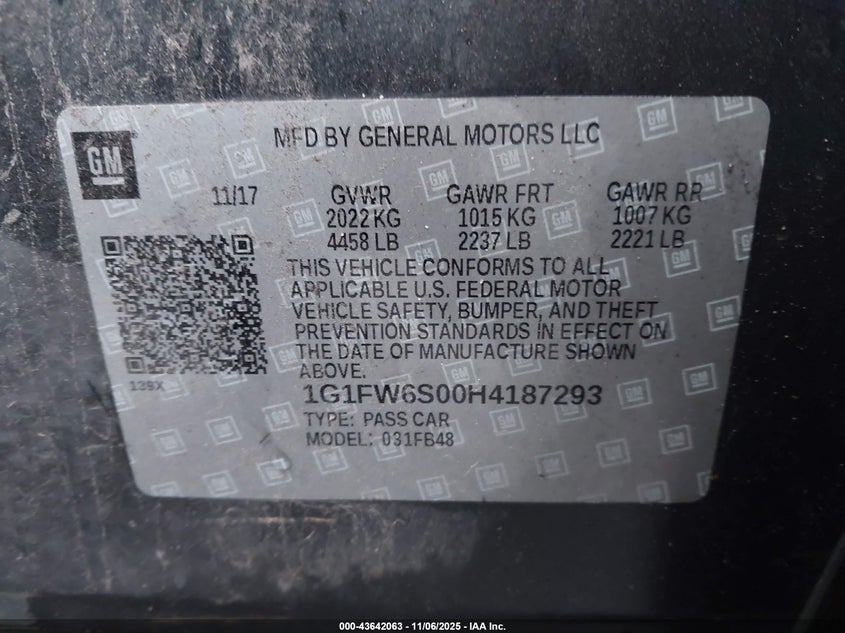 MFD BY GENERAL MOTORS LLC
GM
11/17 GVWR GAWR FRT GAWR RR
2022 KG 1015 KG 1007 KG
4458 LB 2237 LB 2221 LB
THIS VEHICLE CONFORMS TO ALL
APPLICABLE U.S. FEDERAL MOTOR
VEHICLE SAFETY, BUMPER, AND THEFT
PREVENTION STANDARDS IN EFFECT ON
THE DATE OF MANUFACTURE SHOWN
ABOVE.
139X
1G1FW6S00H4187293
TYPE: PASS CAR
MODEL: 031FB48
000-43642063 - 11/06/2025 - IAA Inc.